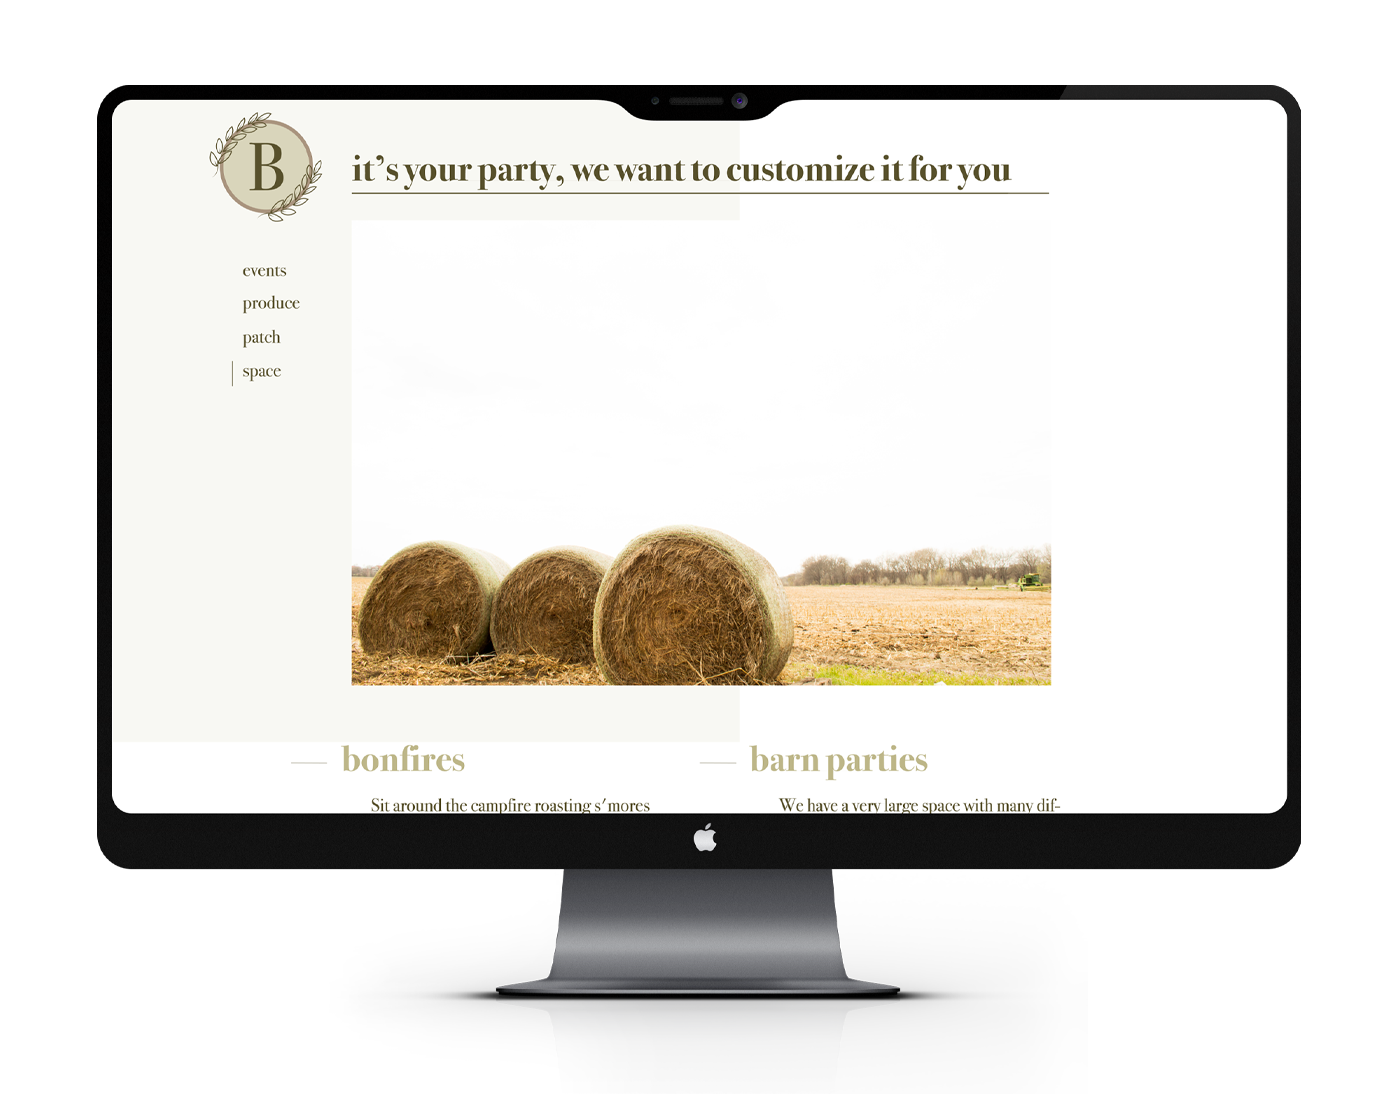 B
it’s your party, we want to customize it for you
events
produce
patch
space
bonfires
Sit around the campfire roasting s'mores
barn parties
We have a very large space with many dif-